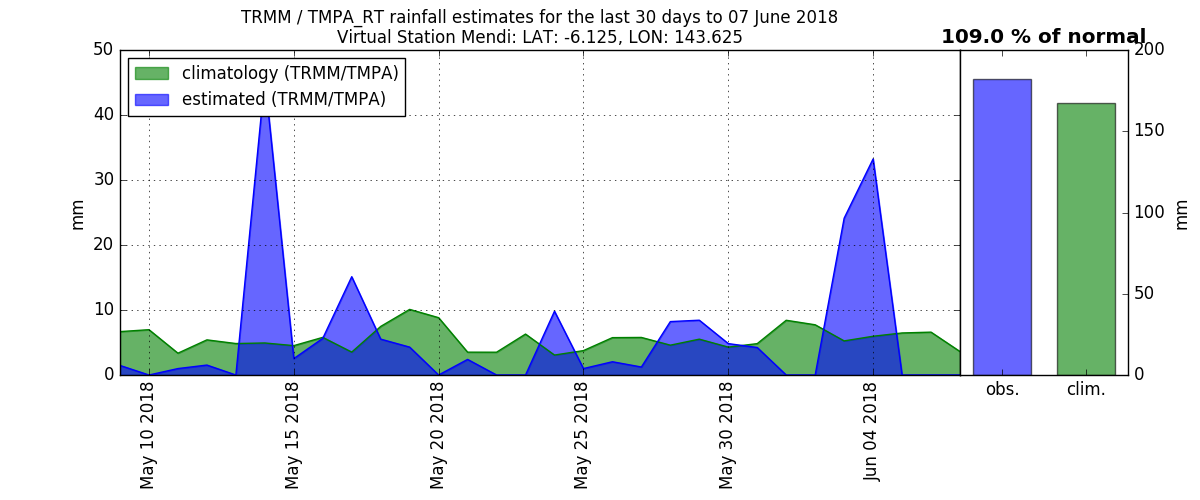 TRMM / TMPA_RT rainfall estimates for the last 30 days to 07 June 2018
Virtual Station Mendi: LAT: -6.125, LON: 143.625
109.0 % of normal
climatology (TRMM/TMPA)
estimated (TRMM/TMPA)
mm
50
40
30
20
10
0
May 10 2018
May 15 2018
May 20 2018
May 25 2018
May 30 2018
Jun 04 2018
200
150
100
50
0
mm
obs.
clim.